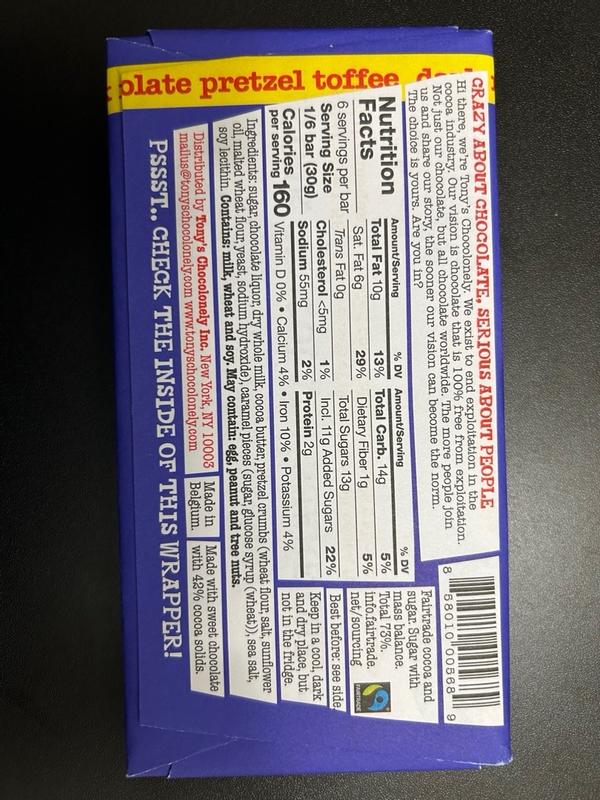 olate pretzel toffee
CRAZY ABOUT CHOCOLATE, SERIOUS ABOUT PEOPLE
Hi there, we're Tony's Chocolonely. We exist to end exploitation in the
cocoa industry. Our vision is chocolate that is 100% free from exploitation.
Not just our chocolate, but all chocolate worldwide. The more people join
us and share our story, the sooner our vision can become the norm.
The choice is yours. Are you in?
8 58010 00568 9
Nutrition
Facts
6 servings per bar
Serving Size
1/6 bar (30g)
Calories
per serving 160
Amount/Serving % DV
Total Fat 10g 13%
Sat. Fat 6g 29%
Trans Fat 0g
Cholesterol <5mg 1%
Sodium 55mg 2%
Amount/Serving % DV
Total Carb. 14g 5%
Dietary Fiber 1g 5%
Total Sugars 13g
Incl. 11g Added Sugars 22%
Protein 2g
Vitamin D 0% • Calcium 4% • Iron 10% • Potassium 4%
Fairtrade cocoa and
sugar. Sugar with
mass balance.
Total 73%.
info.fairtrade.
net/sourcing
FAIRTRADE
Best before: see side
Keep in a cool, dark
and dry place, but
not in the fridge.
Ingredients: sugar, chocolate liquor, dry whole milk, cocoa butter, pretzel crumbs (wheat flour, salt, sunflower
oil, malted wheat flour, yeast, sodium hydroxide), caramel pieces (sugar, glucose syrup (wheat)), sea salt,
soy lecithin. Contains: milk, wheat and soy. May contain: egg, peanut and tree nuts.
Distributed by Tony's Chocolonely Inc. New York, NY 10003
mailus@tonyschocolonely.com www.tonyschocolonely.com
Made in
Belgium.
Made with sweet chocolate
with 42% cocoa solids.
PSSST.. CHECK THE INSIDE OF THIS WRAPPER!